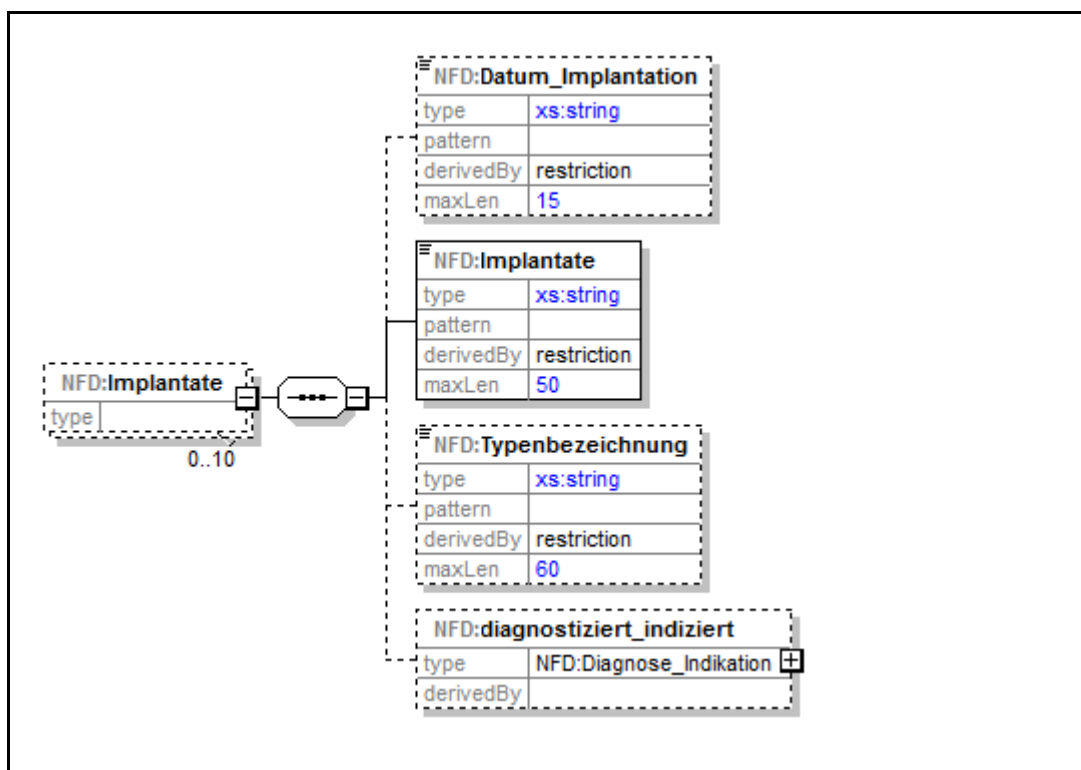 NFD:Datum_Implantation
type xs:string
pattern
derivedBy restriction
maxLen 15
NFD:Implantate
type xs:string
pattern
derivedBy restriction
maxLen 50
NFD:Implantate
type
0..10
NFD:Typenbezeichnung
type xs:string
pattern
derivedBy restriction
maxLen 60
NFD:diagnostiziert_indiziert
type NFD:Diagnose_Indikation
derivedBy